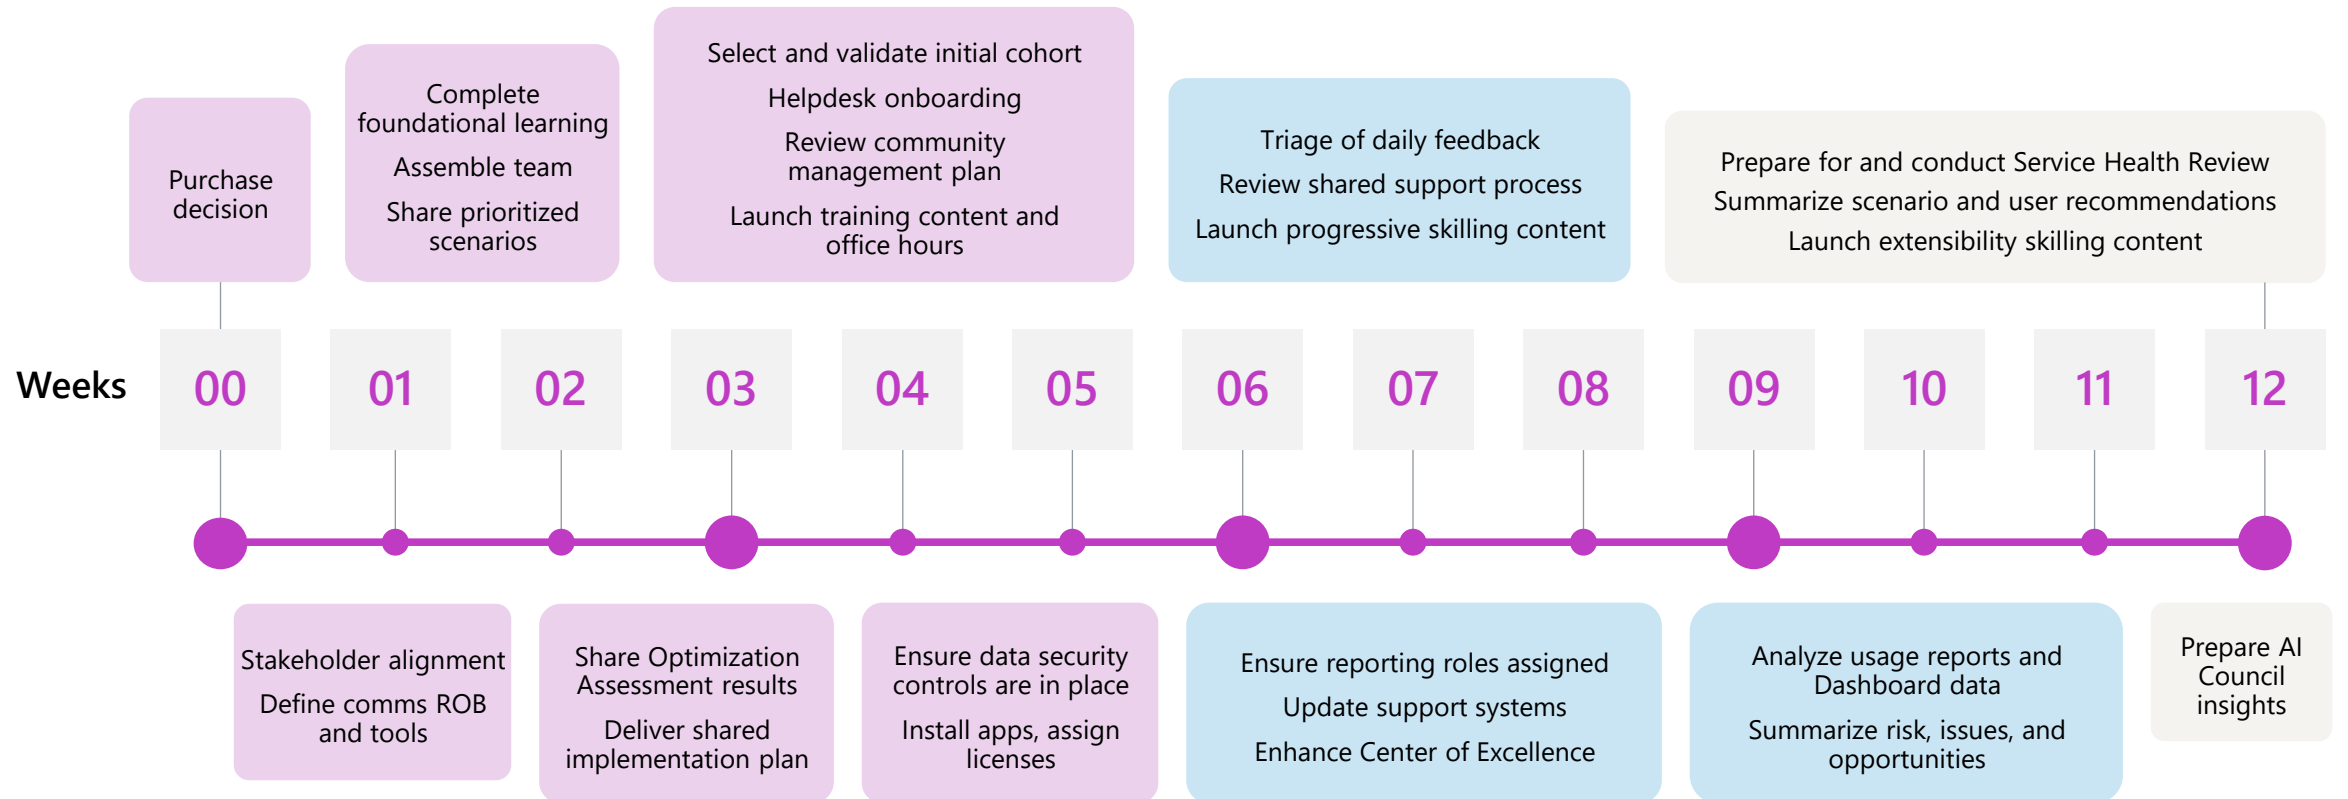 Purchase
decision
Complete
foundational learning
Assemble team
Share prioritized
scenarios
Select and validate initial cohort
Helpdesk onboarding
Review community
management plan
Launch training content and
office hours
Triage of daily feedback
Review shared support process
Launch progressive skilling content
Prepare for and conduct Service Health Review
Summarize scenario and user recommendations
Launch extensibility skilling content
Weeks
00
01
02
03
04
05
06
07
08
09
10
11
12
Stakeholder alignment
Define comms ROB
and tools
Share Optimization
Assessment results
Deliver shared
implementation plan
Ensure data security
controls are in place
Install apps, assign
licenses
Ensure reporting roles assigned
Update support systems
Enhance Center of Excellence
Analyze usage reports and
Dashboard data
Summarize risk, issues, and
opportunities
Prepare AI
Council
insights